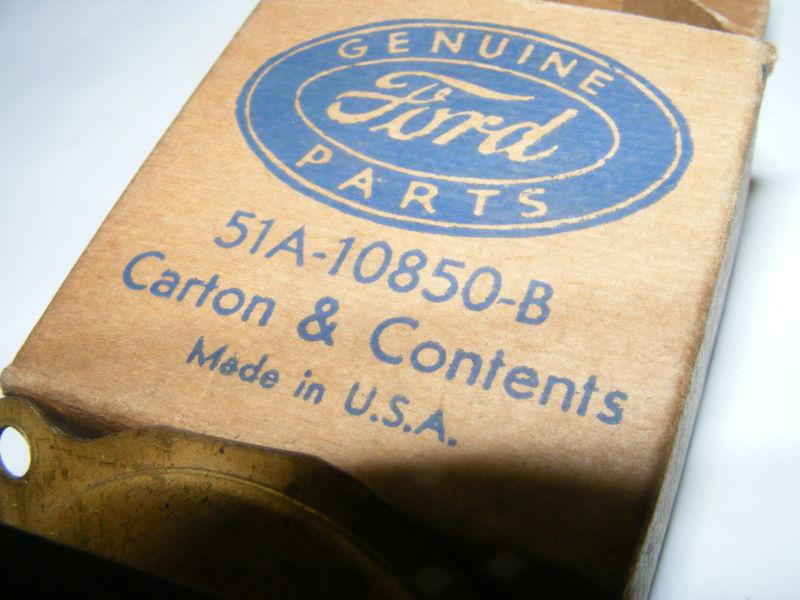 GENUINE
Ford
PARTS
51A-10850-B
Carton & Contents
Made in U.S.A.